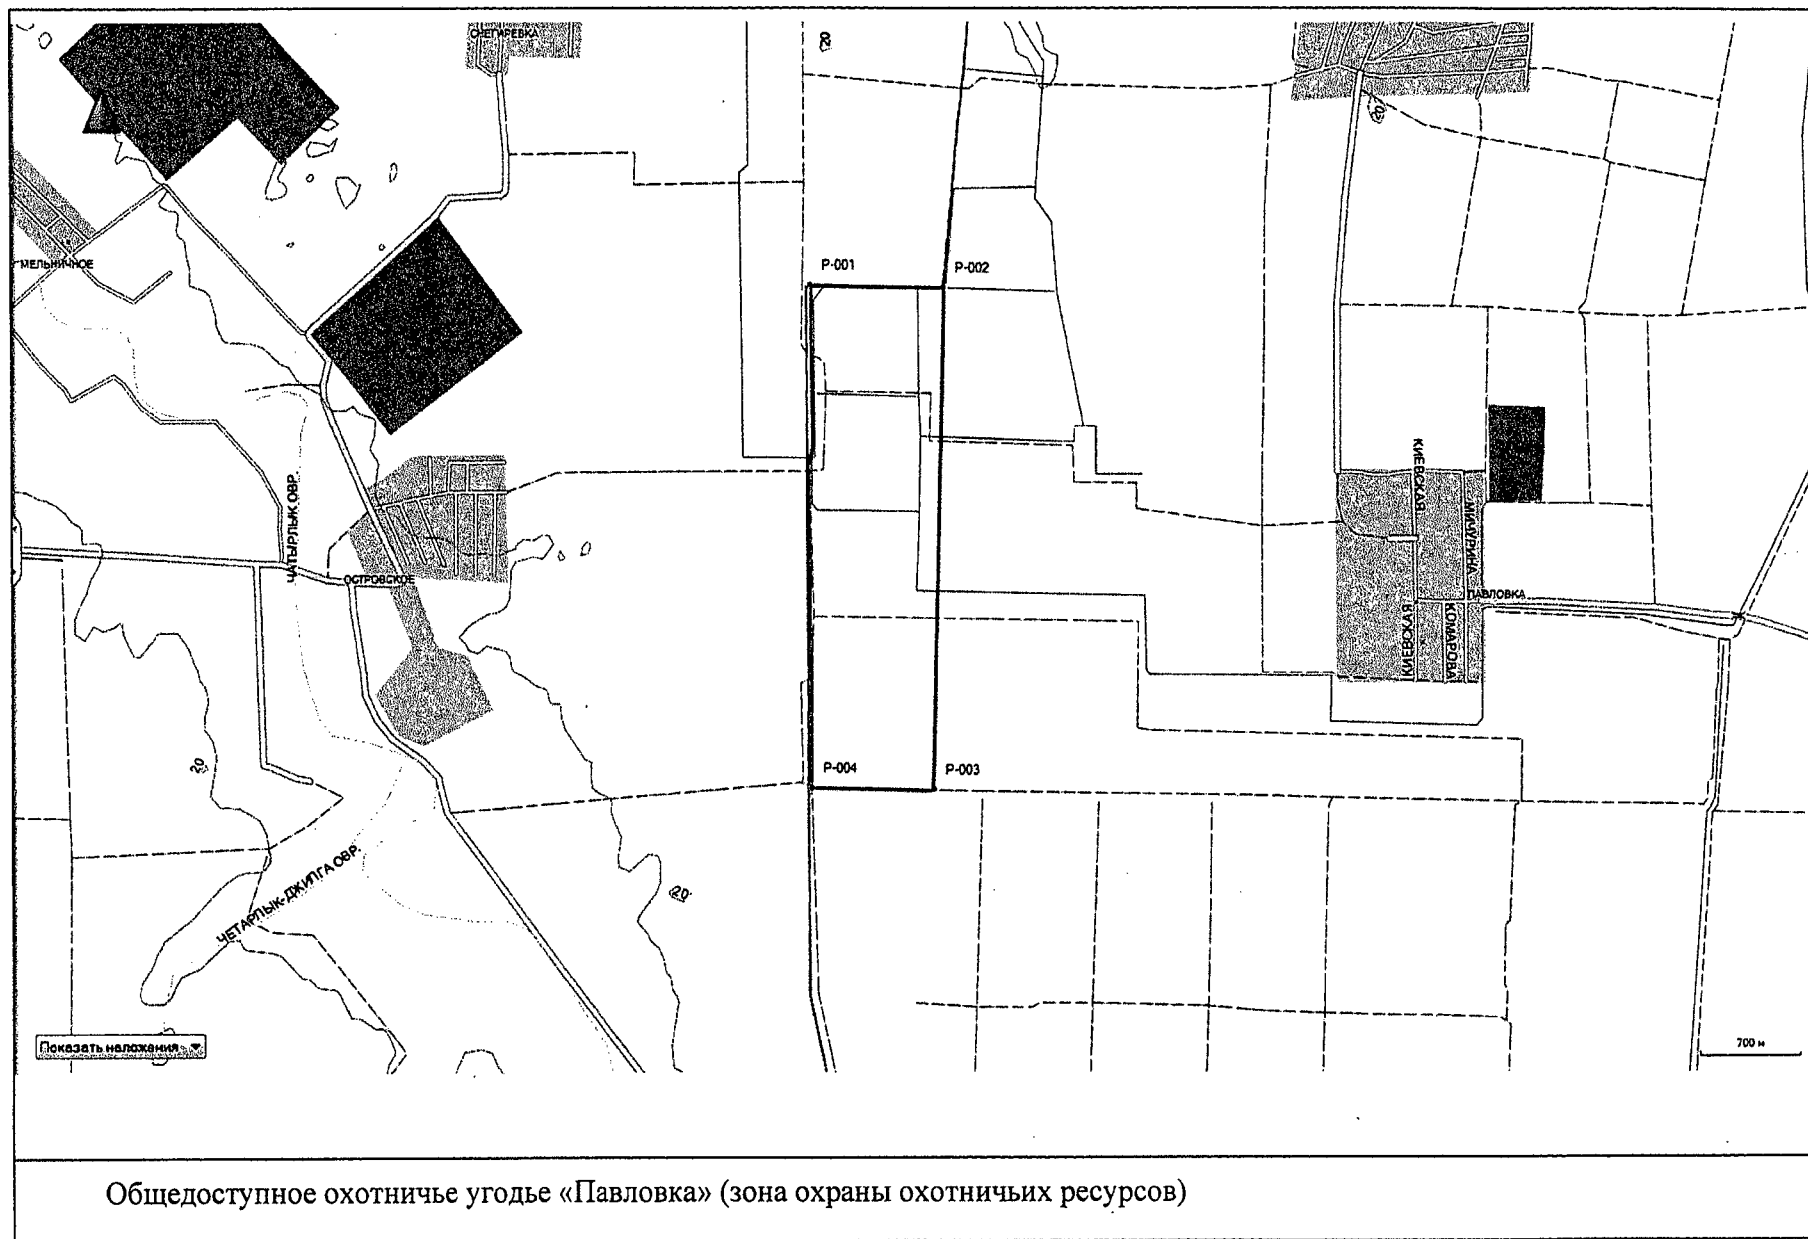 СНЕГИРЕВКА
20
20
МЕЛЬНИЧНОЕ
Р-001
Р-002
ЧАТЫРЛЫК ОВР.
КИЕВСКАЯ
МИЧУРИНА
ОСТРОВСКОЕ
ПАВЛОВКА
КИЕВСКАЯ
КОМАРОВА
20
Р-004
Р-003
ЧЕТАРЛЫК-ДЖИЛГА ОВР.
20
Показать наложения
700 м
Общедоступное охотничье угодье «Павловка» (зона охраны охотничьих ресурсов)